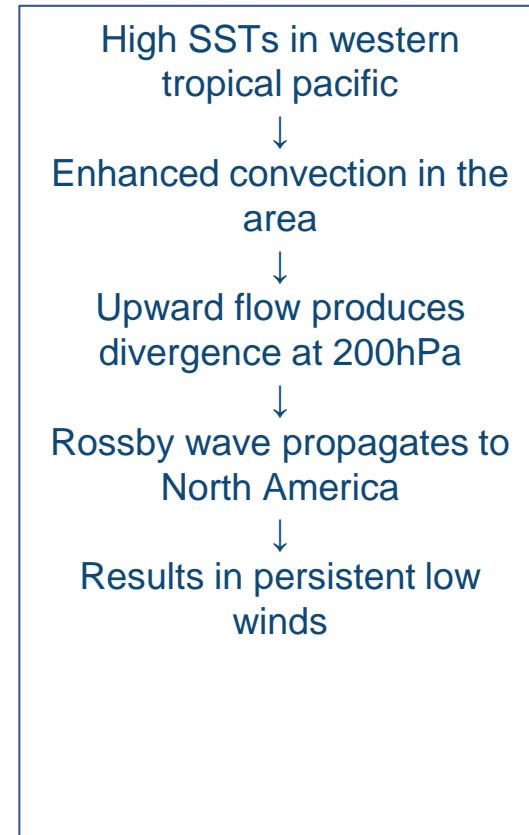 High SSTs in western
tropical pacific
↓
Enhanced convection in the
area
↓
Upward flow produces
divergence at 200hPa
↓
Rossby wave propagates to
North America
↓
Results in persistent low
winds